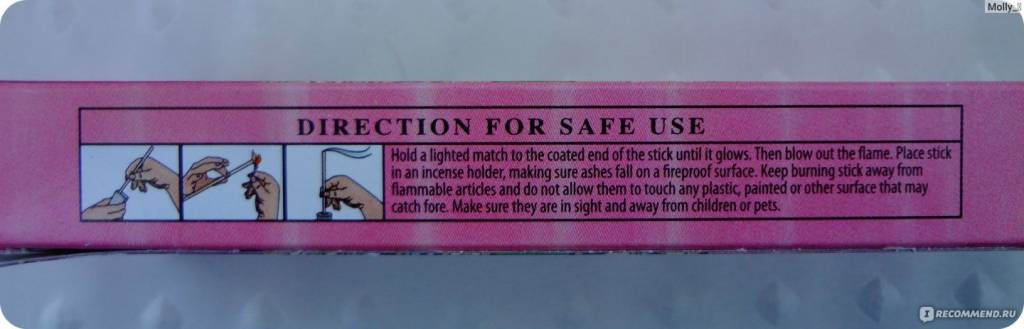 Molly_
DIRECTION FOR SAFE USE
Hold a lighted match to the coated end of the stick until it glows. Then blow out the flame. Place stick
in an incense holder, making sure ashes fall on a fireproof surface. Keep burning stick away from
flammable articles and do not allow them to touch any plastic, painted or other surface that may
catch fore. Make sure they are in sight and away from children or pets.
I RECOMMEND.RU